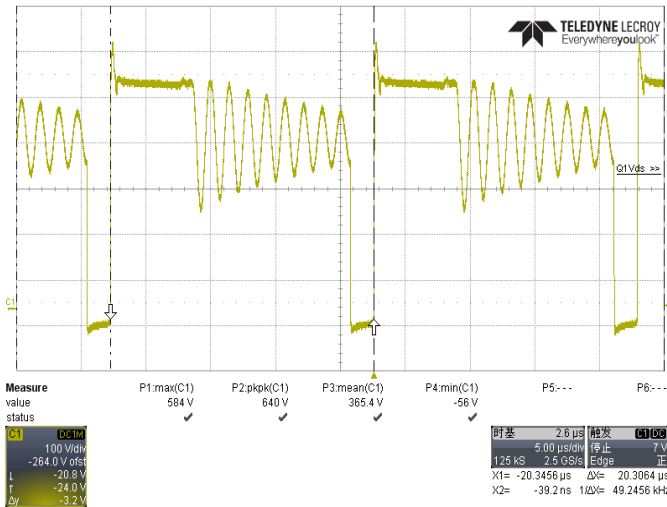 TELEDYNE LECROY
Everywhereyoulook™
Q1Vds >>
C1
Measure P1:max(C1) P2:pkpk(C1) P3:mean(C1) P4:min(C1) P5:--- P6:---
value 584 V 640 V 365.4 V -56 V
status ✓ ✓ ✓ ✓
C1 DC1M
100 V/div
-264.0 V ofst
↓ -20.8 V
↑ -24.0 V
Δy -3.2 V
时基 2.6 µs
5.00 µs/div
125 kS 2.5 GS/s
触发 C1 DC
停止 7 V
Edge 正
X1= -20.3456 µs ΔX= 20.3064 µs
X2= -39.2 ns 1/ΔX= 49.2456 kHz